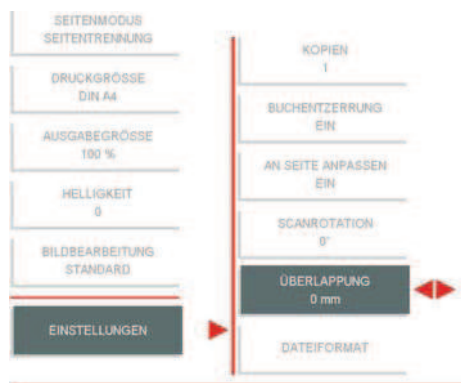 SEITENMODUS
SEITENTRENNUNG
DRUCKGRÖSSE
DIN A4
AUSGABEGRÖSSE
100 %
HELLIGKEIT
0
BILDBEARBEITUNG
STANDARD
EINSTELLUNGEN
KOPIEN
1
BUCHENTZERRUNG
EIN
AN SEITE ANPASSEN
EIN
SCANROTATION
0°
ÜBERLAPPUNG
0 mm
DATEIFORMAT